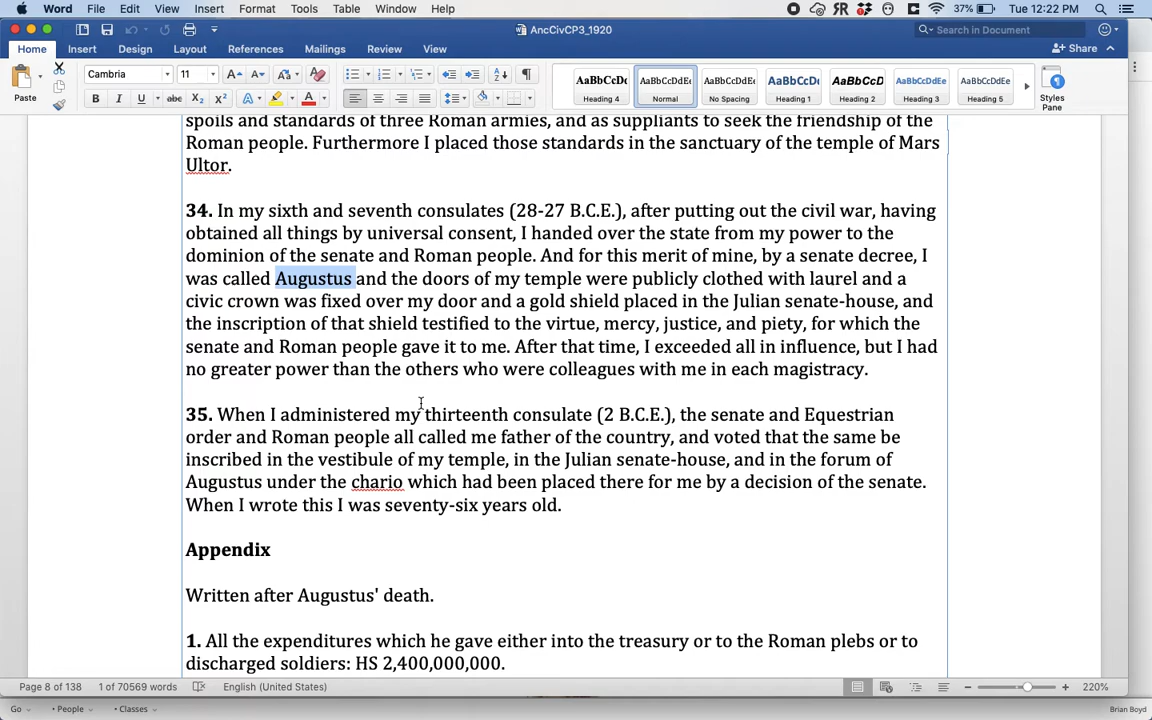 Word File Edit View Insert Format Tools Table Window Help 37% Tue 12:22 PM
AncCivCP3_1920 Search in Document
Home Insert Design Layout References Mailings Review View Share
Cambria 11
Paste
AaBbCcDc AaBbCcDdEe AaBbCcDdEe AaBbCcDc AaBbCcD AaBbCcDdEe AaBbCcDdEe
Heading 4 Normal No Spacing Heading 1 Heading 2 Heading 3 Heading 5 Styles Pane
spoils and standards of three Roman armies, and as suppliants to seek the friendship of the
Roman people. Furthermore I placed those standards in the sanctuary of the temple of Mars
Ultor.
34. In my sixth and seventh consulates (28-27 B.C.E.), after putting out the civil war, having
obtained all things by universal consent, I handed over the state from my power to the
dominion of the senate and Roman people. And for this merit of mine, by a senate decree, I
was called Augustus and the doors of my temple were publicly clothed with laurel and a
civic crown was fixed over my door and a gold shield placed in the Julian senate-house, and
the inscription of that shield testified to the virtue, mercy, justice, and piety, for which the
senate and Roman people gave it to me. After that time, I exceeded all in influence, but I had
no greater power than the others who were colleagues with me in each magistracy.
35. When I administered my thirteenth consulate (2 B.C.E.), the senate and Equestrian
order and Roman people all called me father of the country, and voted that the same be
inscribed in the vestibule of my temple, in the Julian senate-house, and in the forum of
Augustus under the chario which had been placed there for me by a decision of the senate.
When I wrote this I was seventy-six years old.
Appendix
Written after Augustus' death.
1. All the expenditures which he gave either into the treasury or to the Roman plebs or to
discharged soldiers: HS 2,400,000,000.
Page 8 of 138 1 of 70569 words English (United States) 220%
Go People Classes Brian Boyd